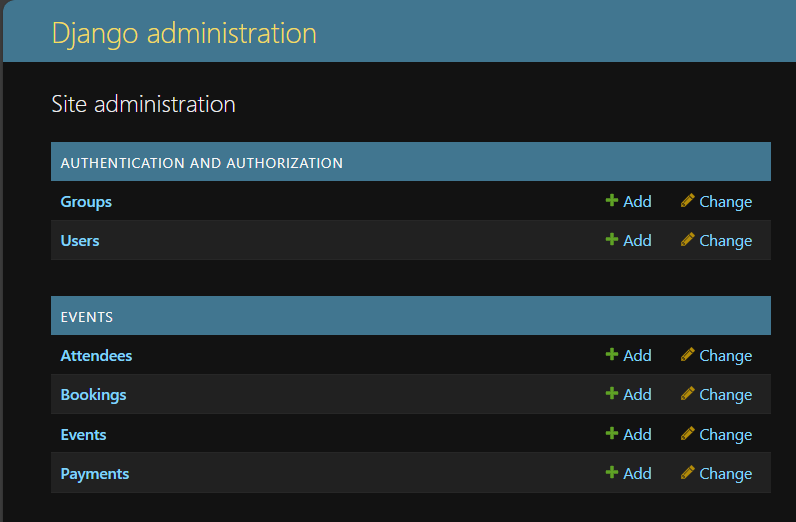 Django administration
Site administration
AUTHENTICATION AND AUTHORIZATION
Groups Add Change
Users Add Change
EVENTS
Attendees Add Change
Bookings Add Change
Events Add Change
Payments Add Change